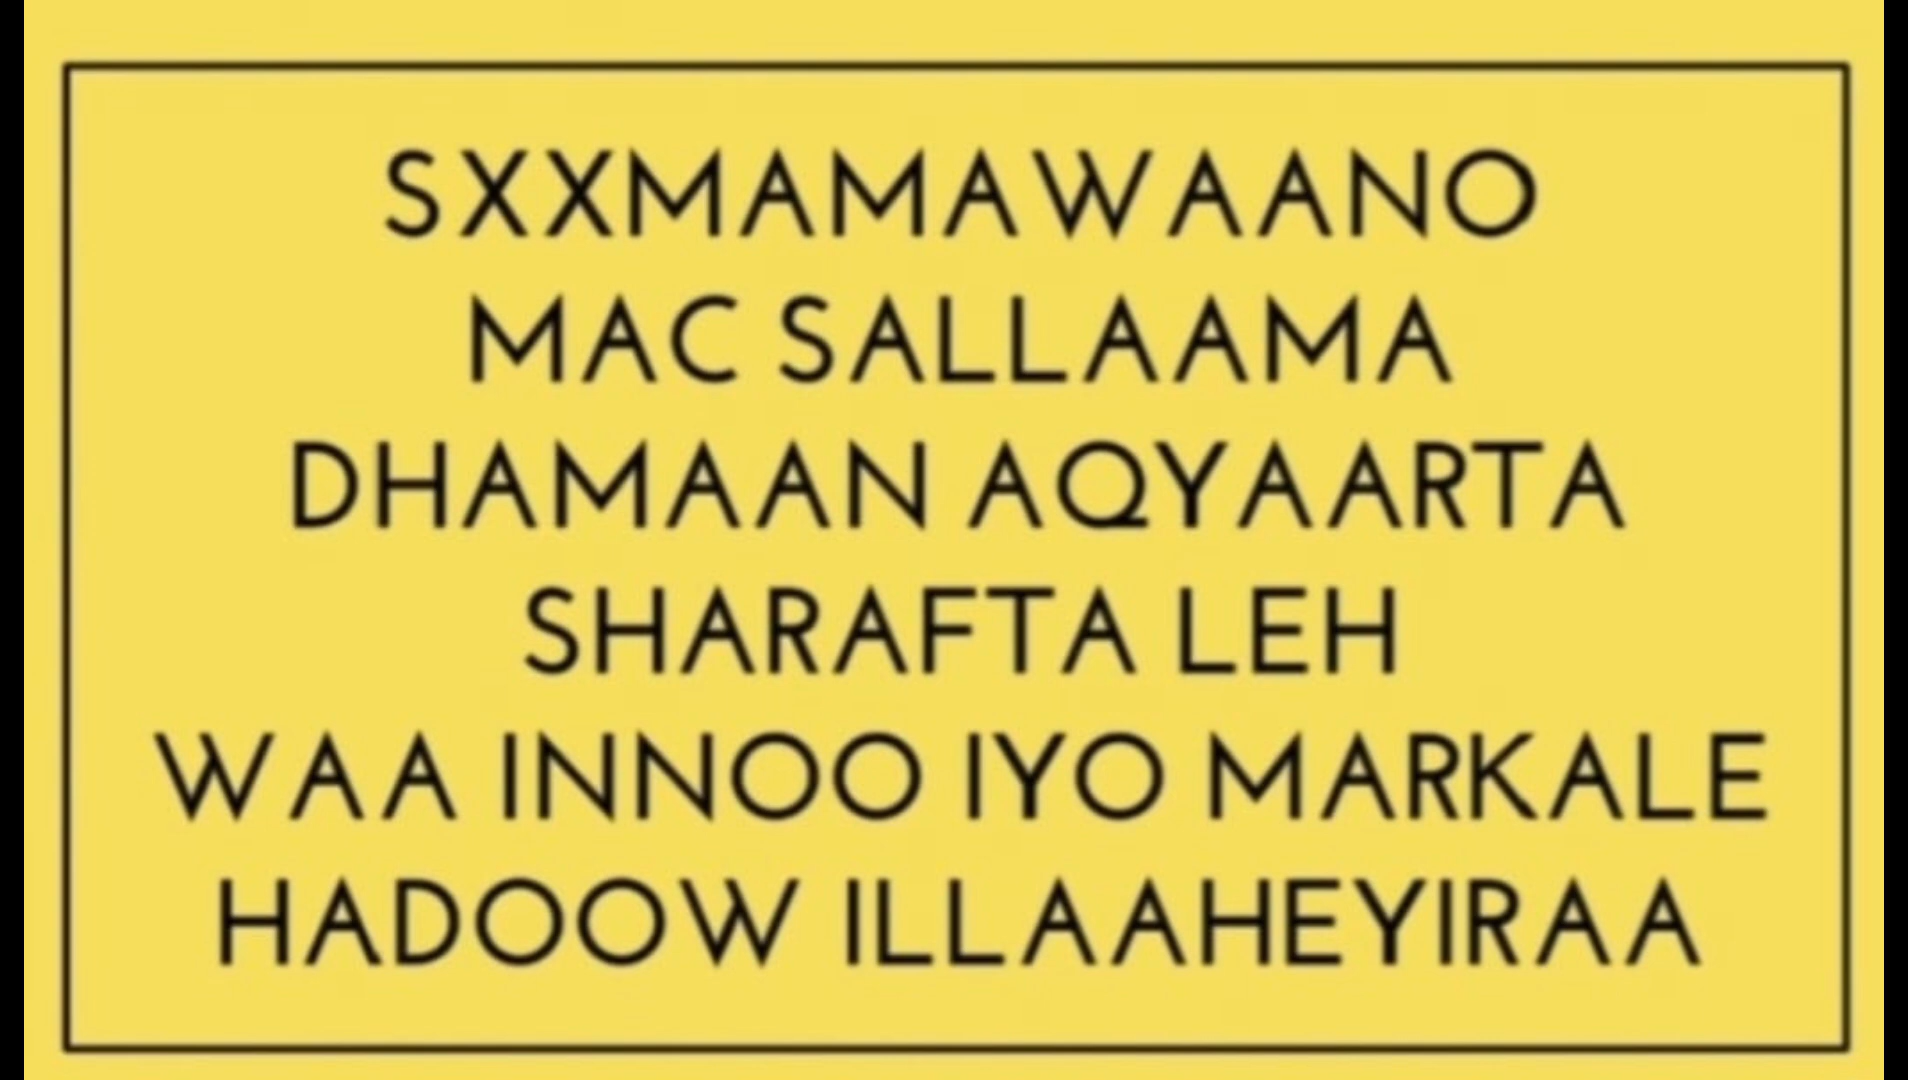 SXXMAMAWAANO
MAC SALLAAMA
DHAMAAN AQYAARTA
SHARAFTA LEH
WAA INNOO IYO MARKALE
HADOOW ILLAAHEYIRAA